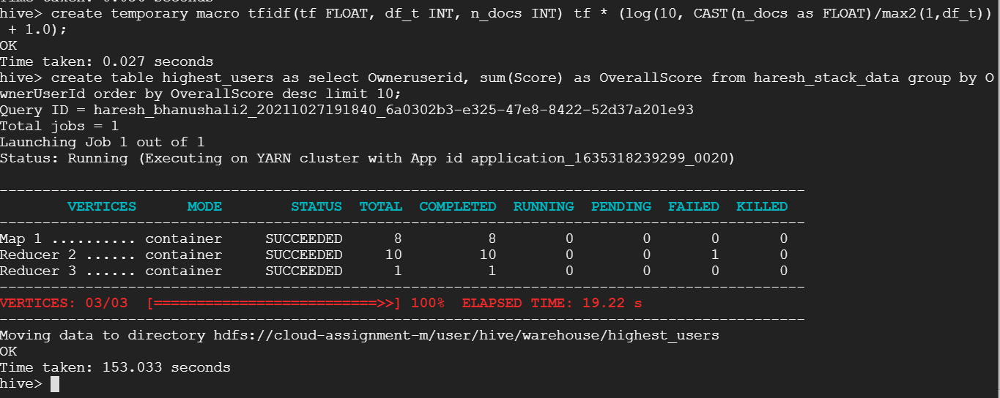 Time taken: 0.030 seconds
hive> create temporary macro tfidf(tf FLOAT, df_t INT, n_docs INT) tf * (log(10, CAST(n_docs as FLOAT)/max2(1,df_t))
 + 1.0);
OK
Time taken: 0.027 seconds
hive> create table highest_users as select Owneruserid, sum(Score) as OverallScore from haresh_stack_data group by O
wnerUserId order by OverallScore desc limit 10;
Query ID = haresh_bhanushali2_20211027191840_6a0302b3-e325-47e8-8422-52d37a201e93
Total jobs = 1
Launching Job 1 out of 1
Status: Running (Executing on YARN cluster with App id application_1635318239299_0020)
----------------------------------------------------------------------------------------------
        VERTICES      MODE        STATUS  TOTAL  COMPLETED  RUNNING  PENDING  FAILED  KILLED
----------------------------------------------------------------------------------------------
Map 1 .......... container     SUCCEEDED      8          8        0        0       0       0
Reducer 2 ...... container     SUCCEEDED     10         10        0        0       1       0
Reducer 3 ...... container     SUCCEEDED      1          1        0        0       0       0
----------------------------------------------------------------------------------------------
VERTICES: 03/03  [==========================>>] 100%  ELAPSED TIME: 19.22 s
----------------------------------------------------------------------------------------------
Moving data to directory hdfs://cloud-assignment-m/user/hive/warehouse/highest_users
OK
Time taken: 153.033 seconds
hive>